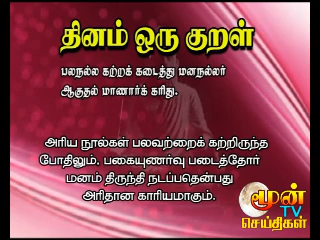 தினம் ஒரு குறள்
பலநல்ல கற்றக் கடைத்து மனநல்லர்
ஆகுதல் மாணார்க் கரிது.
அரிய நூல்கள் பலவற்றைக் கற்றிருந்த
போதிலும், பகையுணர்வு படைத்தோர்
மனம் திருந்தி நடப்பதென்பது
அரிதான காரியமாகும்.
மூன்
TV
செய்திகள்